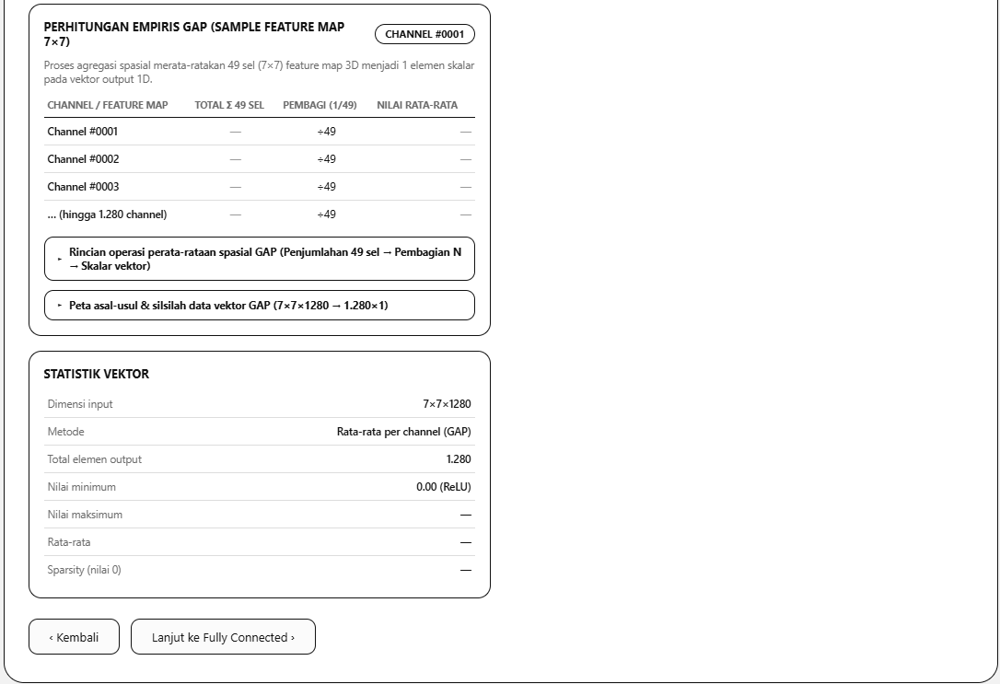 PERHITUNGAN EMPIRIS GAP (SAMPLE FEATURE MAP
7×7)
CHANNEL #0001
Proses agregasi spasial merata-ratakan 49 sel (7×7) feature map 3D menjadi 1 elemen skalar
pada vektor output 1D.
CHANNEL / FEATURE MAP TOTAL Σ 49 SEL PEMBAGI (1/49) NILAI RATA-RATA
Channel #0001 — ÷49 —
Channel #0002 — ÷49 —
Channel #0003 — ÷49 —
... (hingga 1.280 channel) — ÷49 —
► Rincian operasi perata-rataan spasial GAP (Penjumlahan 49 sel → Pembagian N
→ Skalar vektor)
► Peta asal-usul & silsilah data vektor GAP (7×7×1280 → 1.280×1)
STATISTIK VEKTOR
Dimensi input 7×7×1280
Metode Rata-rata per channel (GAP)
Total elemen output 1.280
Nilai minimum 0.00 (ReLU)
Nilai maksimum —
Rata-rata —
Sparsity (nilai 0) —
‹ Kembali
Lanjut ke Fully Connected ›